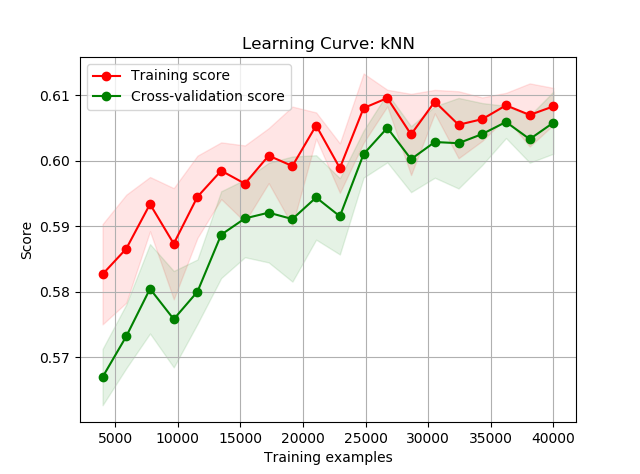 Learning Curve: kNN
Training score
Cross-validation score
0.61
0.60
0.59
0.58
0.57
Score
5000 10000 15000 20000 25000 30000 35000 40000
Training examples